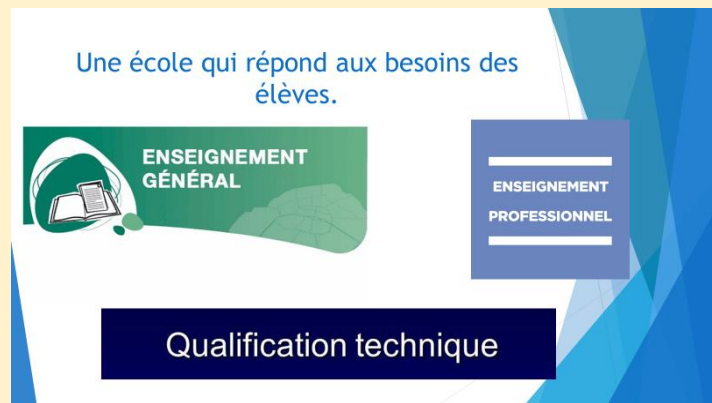 Une école qui répond aux besoins des
élèves.
ENSEIGNEMENT
GÉNÉRAL
ENSEIGNEMENT
PROFESSIONNEL
Qualification technique